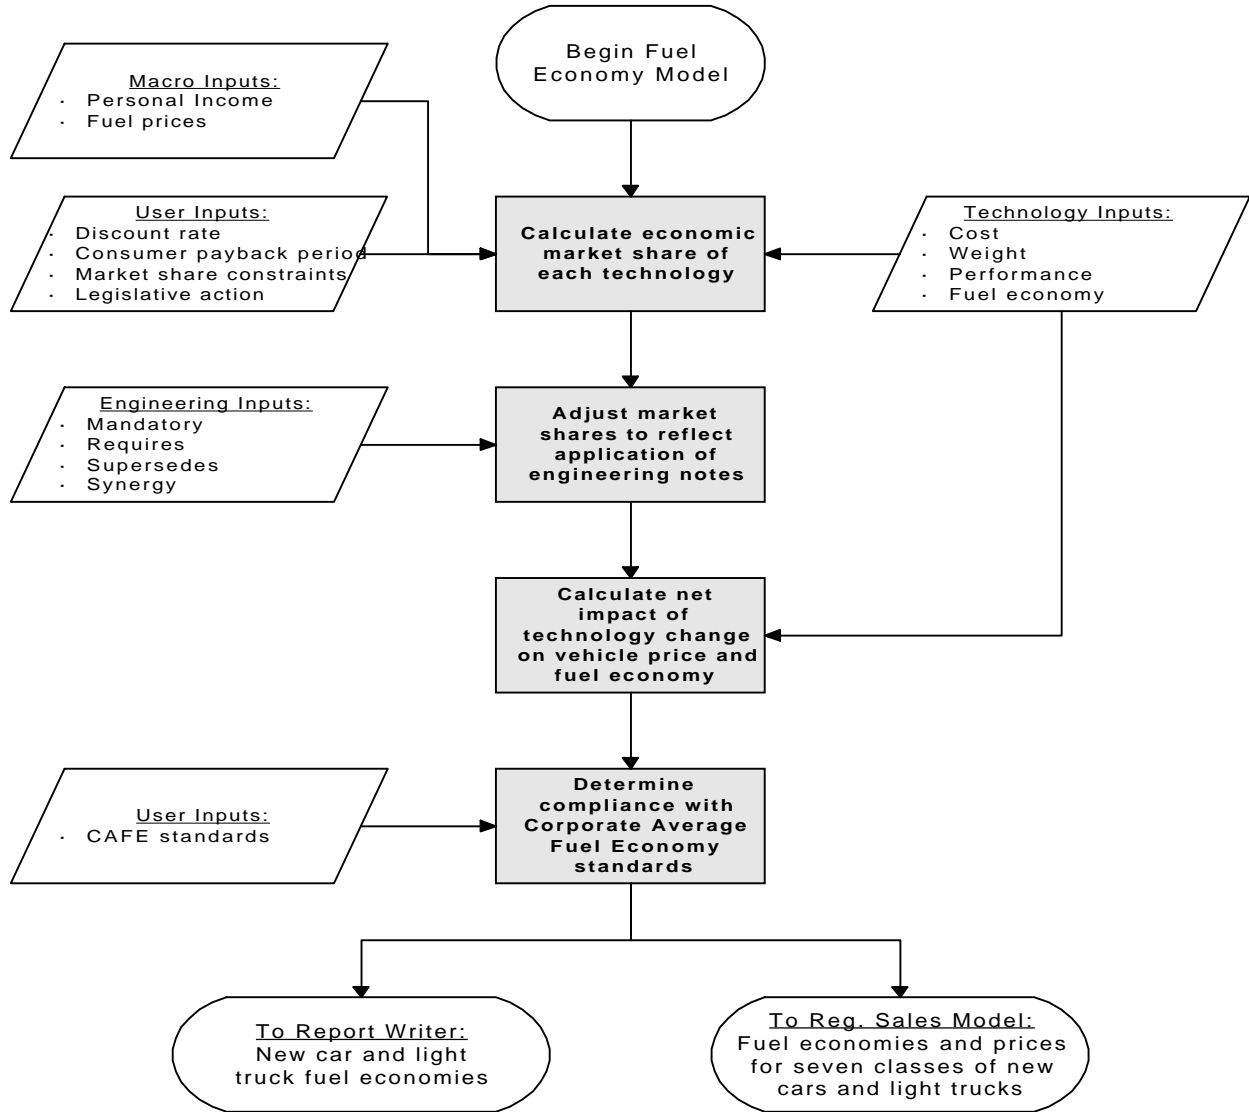 Begin Fuel
Economy Model
Macro Inputs:
· Personal Income
· Fuel prices
User Inputs:
· Discount rate
· Consumer payback period
· Market share constraints
· Legislative action
Calculate economic
market share of
each technology
Technology Inputs:
· Cost
· Weight
· Performance
· Fuel economy
Engineering Inputs:
· Mandatory
· Requires
· Supersedes
· Synergy
Adjust market
shares to reflect
application of
engineering notes
Calculate net
impact of
technology change
on vehicle price and
fuel economy
User Inputs:
· CAFE standards
Determine
compliance with
Corporate Average
Fuel Economy
standards
To Report Writer:
New car and light
truck fuel economies
To Reg. Sales Model:
Fuel economies and prices
for seven classes of new
cars and light trucks